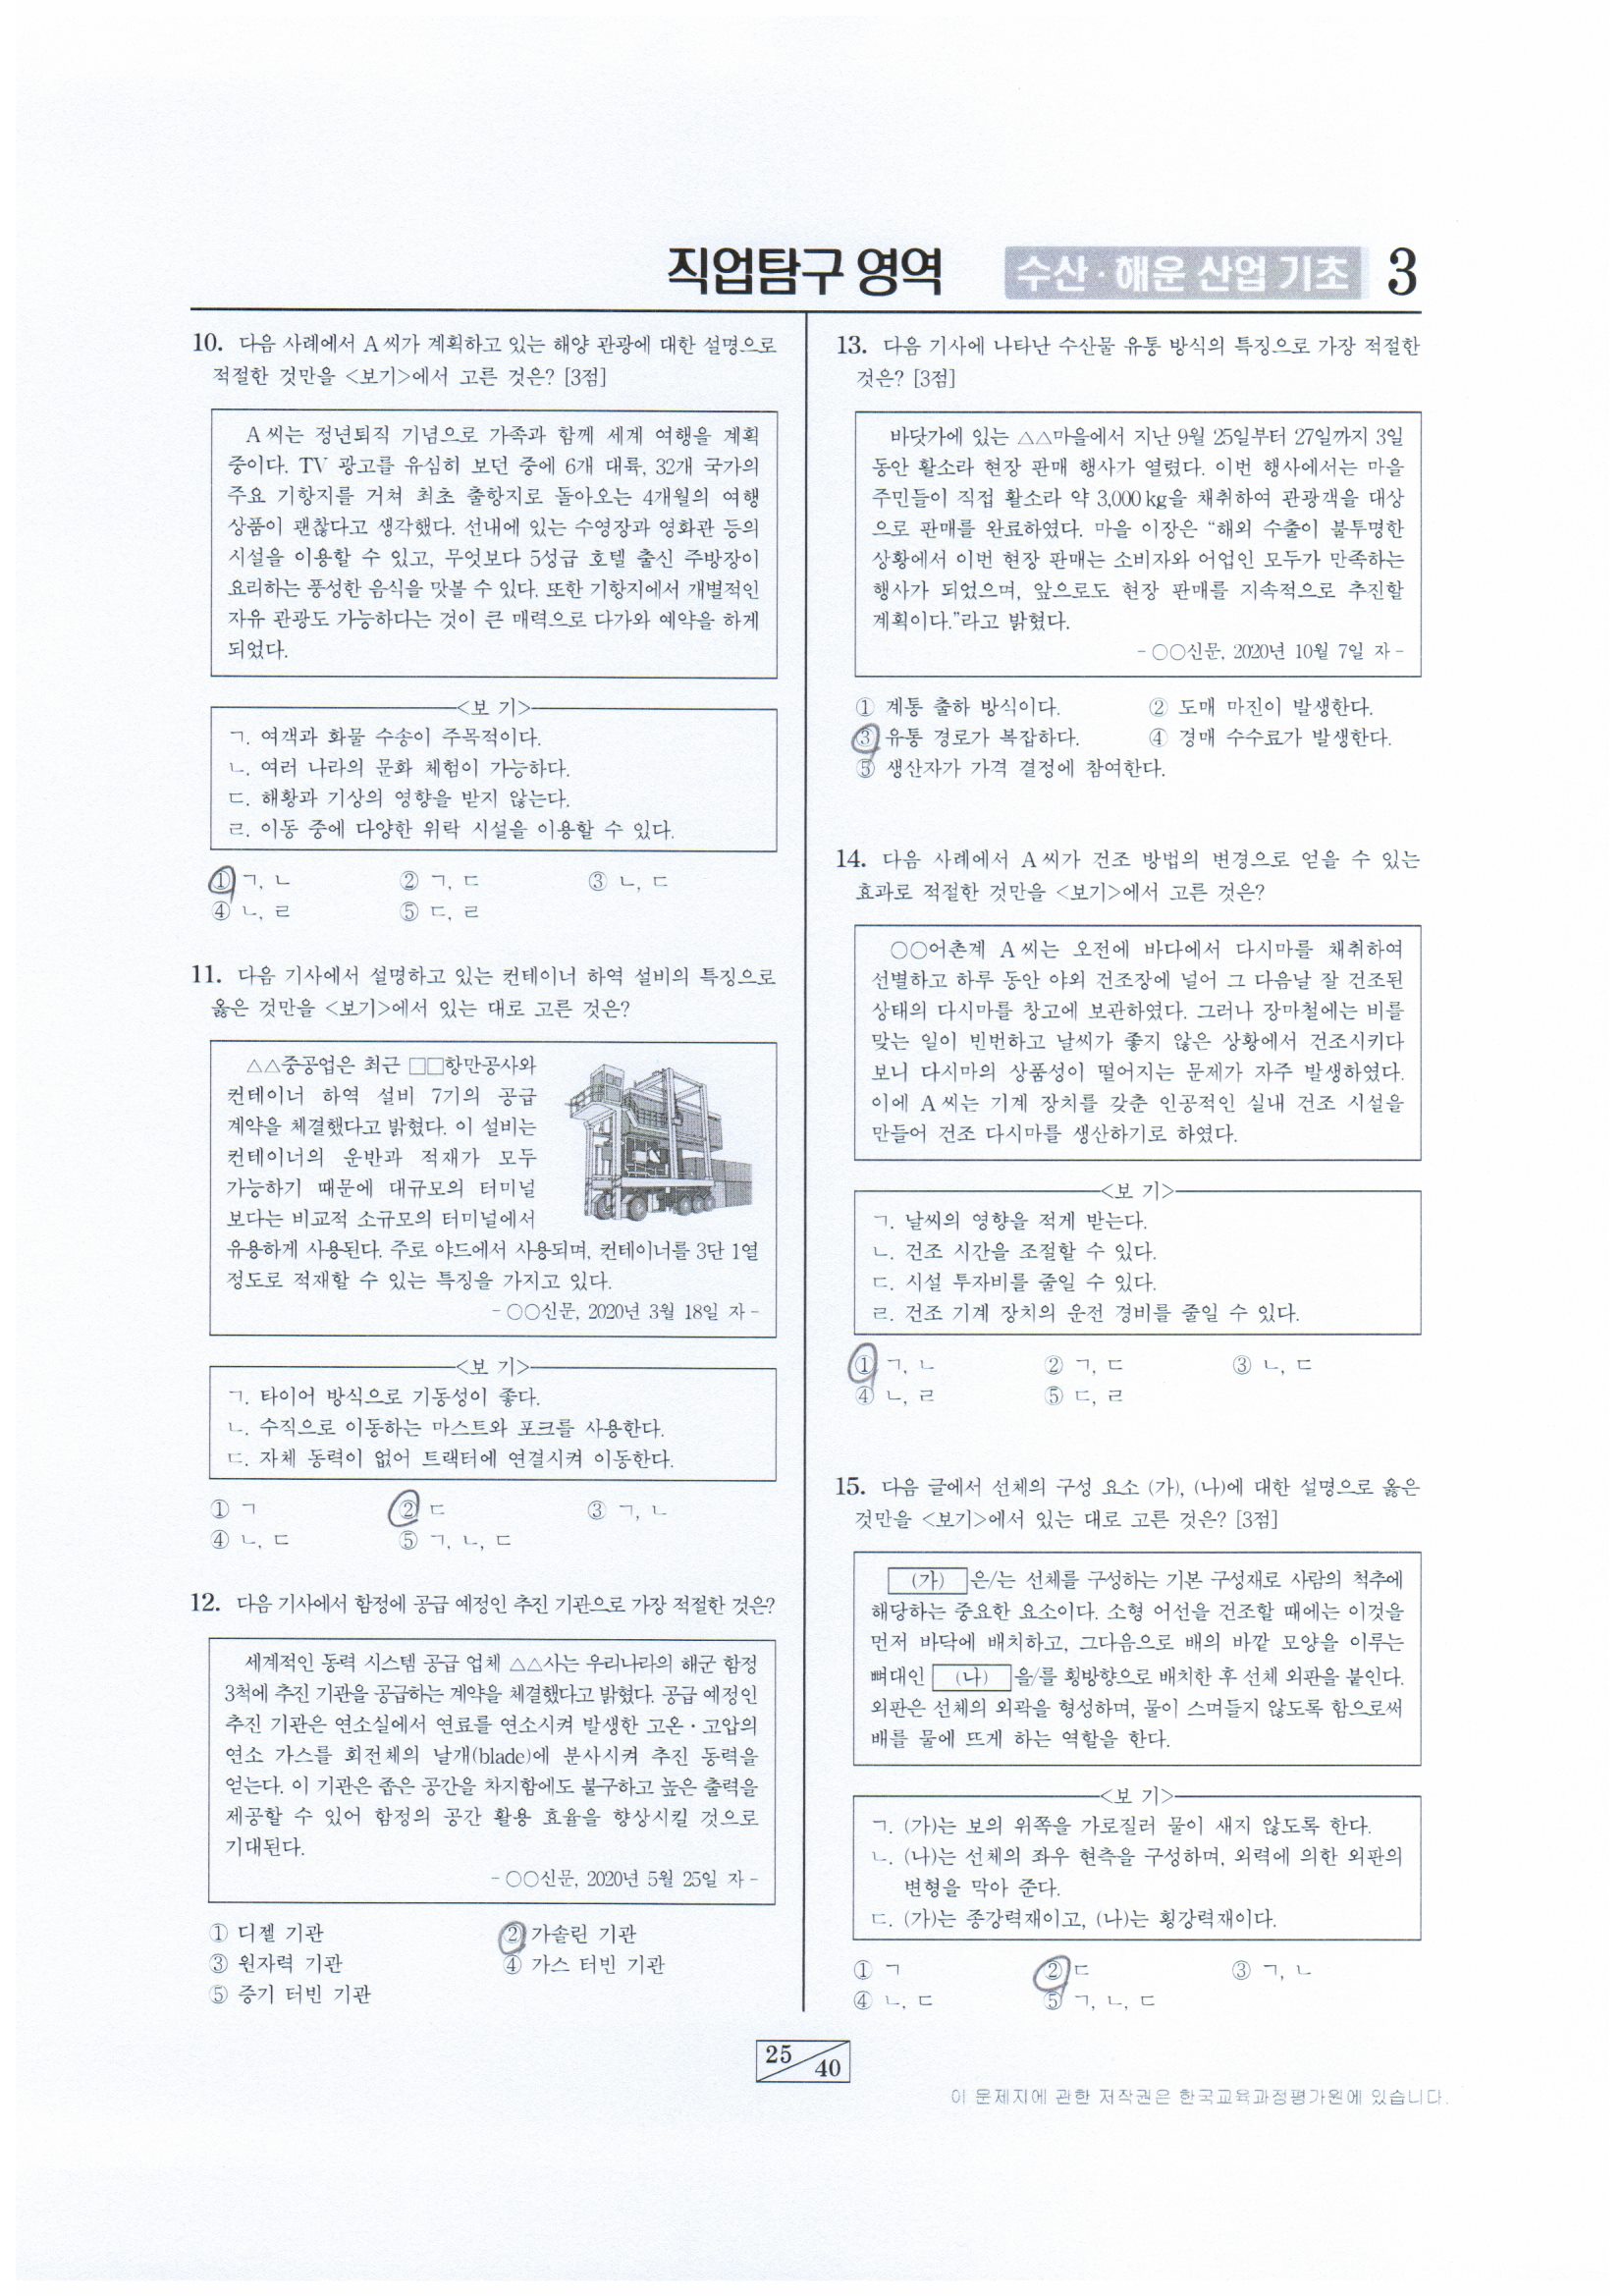 직업탐구 영역 수산·해운 산업 기초 3
10. 다음 사례에서 A 씨가 계획하고 있는 해양 관광에 대한 설명으로
적절한 것만을 <보기>에서 고른 것은? [3점]
A 씨는 정년퇴직 기념으로 가족과 함께 세계 여행을 계획
중이다. TV 광고를 유심히 보던 중에 6개 대륙, 32개 국가의
주요 기항지를 거쳐 최초 출항지로 돌아오는 4개월의 여행
상품이 괜찮다고 생각했다. 선내에 있는 수영장과 영화관 등의
시설을 이용할 수 있고, 무엇보다 5성급 호텔 출신 주방장이
요리하는 풍성한 음식을 맛볼 수 있다. 또한 기항지에서 개별적인
자유 관광도 가능하다는 것이 큰 매력으로 다가와 예약을 하게
되었다.
<보 기>
ㄱ. 여객과 화물 수송이 주목적이다.
ㄴ. 여러 나라의 문화 체험이 가능하다.
ㄷ. 해황과 기상의 영향을 받지 않는다.
ㄹ. 이동 중에 다양한 위락 시설을 이용할 수 있다.
① ㄱ, ㄴ ② ㄱ, ㄷ ③ ㄴ, ㄷ
④ ㄴ, ㄹ ⑤ ㄷ, ㄹ
11. 다음 기사에서 설명하고 있는 컨테이너 하역 설비의 특징으로
옳은 것만을 <보기>에서 있는 대로 고른 것은?
△△중공업은 최근 □□항만공사와
컨테이너 하역 설비 7기의 공급
계약을 체결했다고 밝혔다. 이 설비는
컨테이너의 운반과 적재가 모두
가능하기 때문에 대규모의 터미널
보다는 비교적 소규모의 터미널에서
유용하게 사용된다. 주로 야드에서 사용되며, 컨테이너를 3단 1열
정도로 적재할 수 있는 특징을 가지고 있다.
- ○○신문, 2020년 3월 18일 자 -
<보 기>
ㄱ. 타이어 방식으로 기동성이 좋다.
ㄴ. 수직으로 이동하는 마스트와 포크를 사용한다.
ㄷ. 자체 동력이 없어 트랙터에 연결시켜 이동한다.
① ㄱ ② ㄷ ③ ㄱ, ㄴ
④ ㄴ, ㄷ ⑤ ㄱ, ㄴ, ㄷ
12. 다음 기사에서 함정에 공급 예정인 추진 기관으로 가장 적절한 것은?
세계적인 동력 시스템 공급 업체 △△사는 우리나라의 해군 함정
3척에 추진 기관을 공급하는 계약을 체결했다고 밝혔다. 공급 예정인
추진 기관은 연소실에서 연료를 연소시켜 발생한 고온·고압의
연소 가스를 회전체의 날개(blade)에 분사시켜 추진 동력을
얻는다. 이 기관은 좁은 공간을 차지함에도 불구하고 높은 출력을
제공할 수 있어 함정의 공간 활용 효율을 향상시킬 것으로
기대된다.
- ○○신문, 2020년 5월 25일 자 -
① 디젤 기관 ② 가솔린 기관
③ 원자력 기관 ④ 가스 터빈 기관
⑤ 증기 터빈 기관
13. 다음 기사에 나타난 수산물 유통 방식의 특징으로 가장 적절한
것은? [3점]
바닷가에 있는 △△마을에서 지난 9월 25일부터 27일까지 3일
동안 활소라 현장 판매 행사가 열렸다. 이번 행사에서는 마을
주민들이 직접 활소라 약 3,000kg을 채취하여 관광객을 대상
으로 판매를 완료하였다. 마을 이장은 “해외 수출이 불투명한
상황에서 이번 현장 판매는 소비자와 어업인 모두가 만족하는
행사가 되었으며, 앞으로도 현장 판매를 지속적으로 추진할
계획이다.”라고 밝혔다.
- ○○신문, 2020년 10월 7일 자 -
① 계통 출하 방식이다. ② 도매 마진이 발생한다.
③ 유통 경로가 복잡하다. ④ 경매 수수료가 발생한다.
⑤ 생산자가 가격 결정에 참여한다.
14. 다음 사례에서 A 씨가 건조 방법의 변경으로 얻을 수 있는
효과로 적절한 것만을 <보기>에서 고른 것은?
○○어촌계 A 씨는 오전에 바다에서 다시마를 채취하여
선별하고 하루 동안 야외 건조장에 널어 그 다음날 잘 건조된
상태의 다시마를 창고에 보관하였다. 그러나 장마철에는 비를
맞는 일이 빈번하고 날씨가 좋지 않은 상황에서 건조시키다
보니 다시마의 상품성이 떨어지는 문제가 자주 발생하였다.
이에 A 씨는 기계 장치를 갖춘 인공적인 실내 건조 시설을
만들어 건조 다시마를 생산하기로 하였다.
<보 기>
ㄱ. 날씨의 영향을 적게 받는다.
ㄴ. 건조 시간을 조절할 수 있다.
ㄷ. 시설 투자비를 줄일 수 있다.
ㄹ. 건조 기계 장치의 운전 경비를 줄일 수 있다.
① ㄱ, ㄴ ② ㄱ, ㄷ ③ ㄴ, ㄷ
④ ㄴ, ㄹ ⑤ ㄷ, ㄹ
15. 다음 글에서 선체의 구성 요소 (가), (나)에 대한 설명으로 옳은
것만을 <보기>에서 있는 대로 고른 것은? [3점]
(가) 은/는 선체를 구성하는 기본 구성재로 사람의 척추에
해당하는 중요한 요소이다. 소형 어선을 건조할 때에는 이것을
먼저 바닥에 배치하고, 그다음으로 배의 바깥 모양을 이루는
뼈대인 (나) 을/를 횡방향으로 배치한 후 선체 외판을 붙인다.
외판은 선체의 외곽을 형성하며, 물이 스며들지 않도록 함으로써
배를 물에 뜨게 하는 역할을 한다.
<보 기>
ㄱ. (가)는 보의 위쪽을 가로질러 물이 새지 않도록 한다.
ㄴ. (나)는 선체의 좌우 현측을 구성하며, 외력에 의한 외판의
변형을 막아 준다.
ㄷ. (가)는 종강력재이고, (나)는 횡강력재이다.
① ㄱ ② ㄷ ③ ㄱ, ㄴ
④ ㄴ, ㄷ ⑤ ㄱ, ㄴ, ㄷ
25 40
이 문제지에 관한 저작권은 한국교육과정평가원에 있습니다.